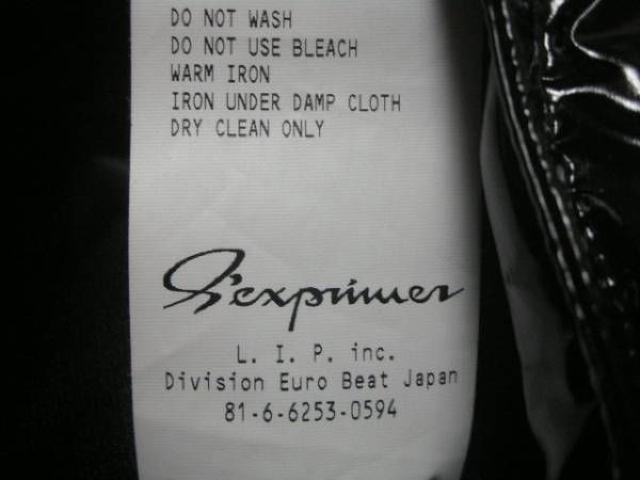 DO NOT WASH
DO NOT USE BLEACH
WARM IRON
IRON UNDER DAMP CLOTH
DRY CLEAN ONLY
S'exprimer
L. I. P. inc.
Division Euro Beat Japan
81-6-6253-0594